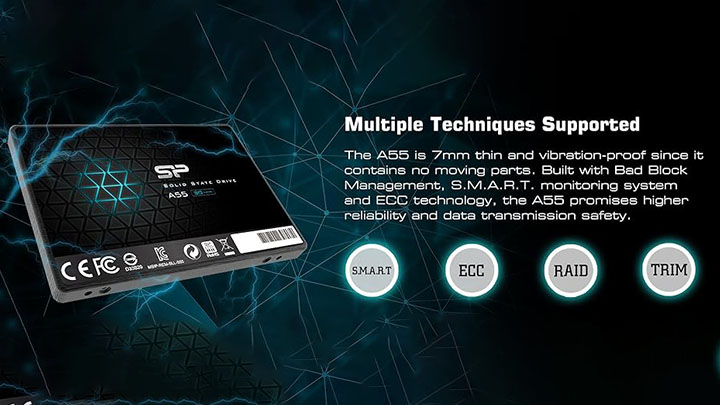 Multiple Techniques Supported
The A55 is 7mm thin and vibration-proof since it
contains no moving parts. Built with Bad Block
Management, S.M.A.R.T. monitoring system
and ECC technology, the A55 promises higher
reliability and data transmission safety.
S.M.A.R.T
ECC
RAID
TRIM
SP
Solid State Drive
A55
CE FC